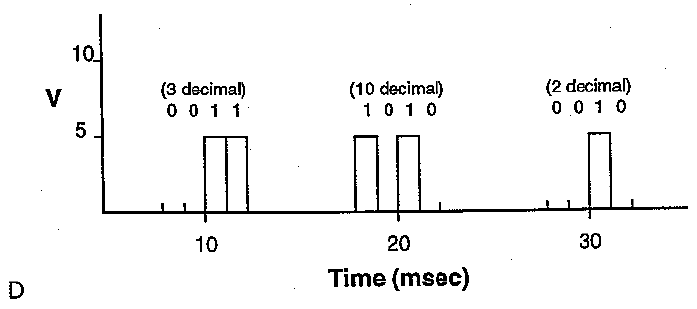 10
V
(3 decimal) (10 decimal) (2 decimal)
0 0 1 1 1 0 1 0 0 0 1 0
5
10 20 30
Time (msec)
D